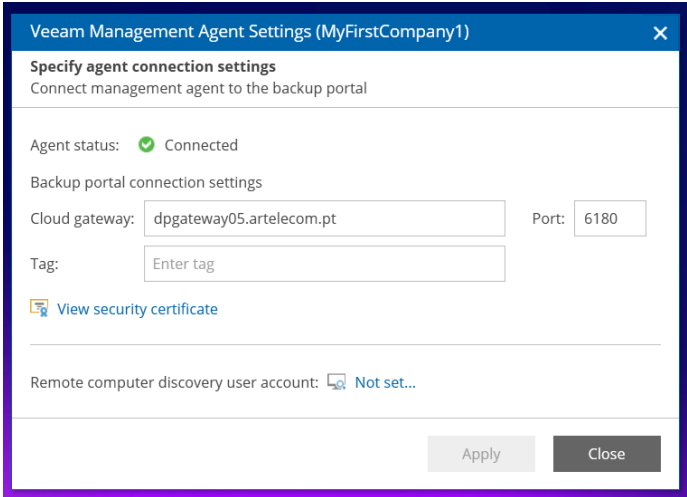 Veeam Management Agent Settings (MyFirstCompany1)
Specify agent connection settings
Connect management agent to the backup portal
Agent status: Connected
Backup portal connection settings
Cloud gateway: dpgateway05.artelecom.pt Port: 6180
Tag: Enter tag
View security certificate
Remote computer discovery user account: Not set...
Apply Close